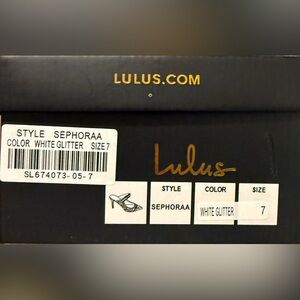 LULUS.COM
STYLE SEPHORAA
COLOR WHITE GLITTER SIZE 7
SL674073-05-7
Lulus
STYLE COLOR SIZE
SEPHORAA WHITE GLITTER 7